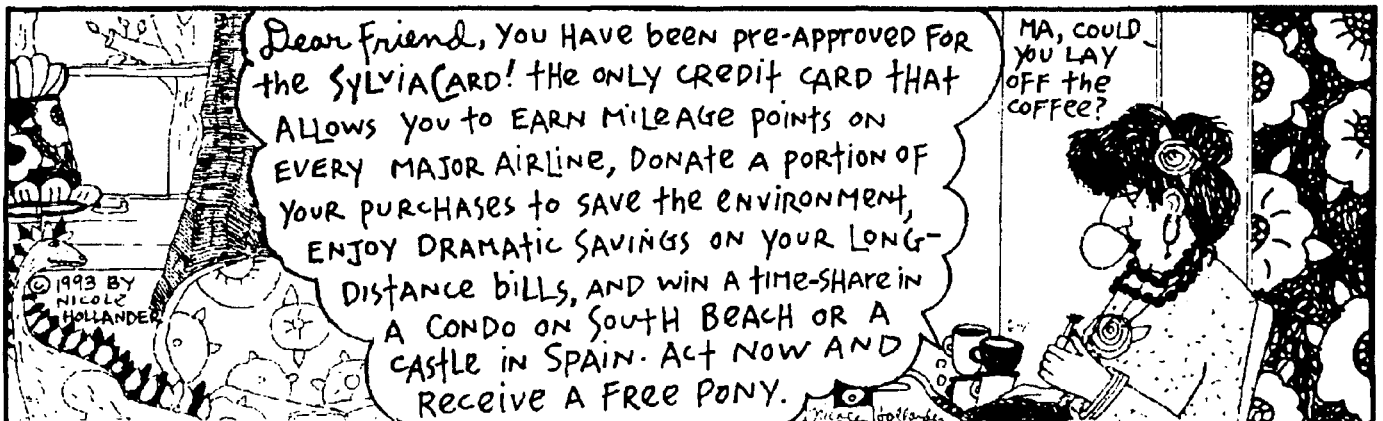 Dear Friend, YOU HAVE beeN PRe-APPROVED FOR
the SYLVIACARD! tHe ONLY CReDit CARD tHAt
ALLOWS You to EARN MiLeAGe Points ON
EVERY MAJOR AiRLiNe, DONAte A PORtiON OF
YOUR PURCHASes to SAVE the eNViRONMeNt,
ENJOY DRAMAtic SAVINGS ON YOUR LONG-
DIStANCe biLLS, AND WiN A tiMe-SHARe iN
A CONDO ON SOUtH BeACH OR A
CAStLe iN SPAiN. Act NOW AND
ReCeive A FRee PONY.
MA, COULD
YOU LAY
OFF the
COFFee?
© 1993 BY
NICOLE
HOLLANDER
Nicole Hollander